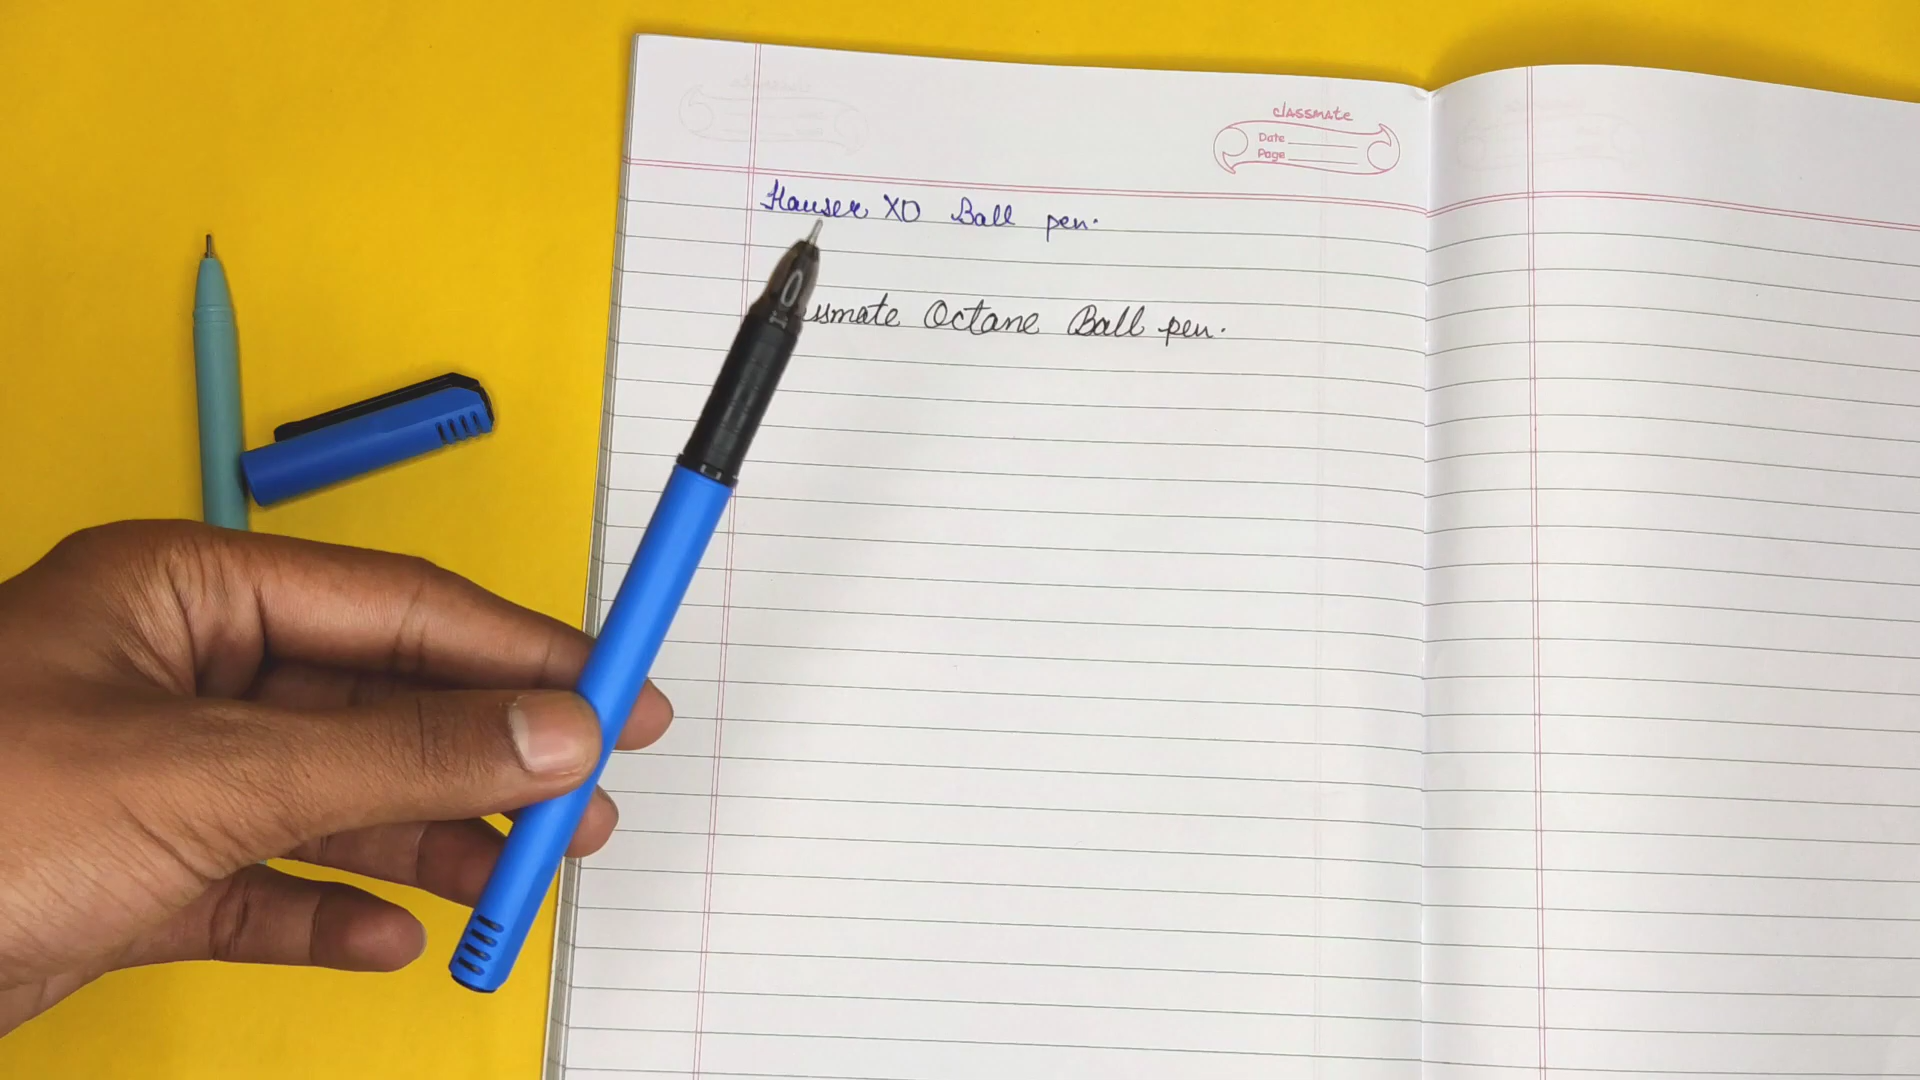 classmate
Date
Page
Hauser XO Ball pen.
Octane Ball pen.